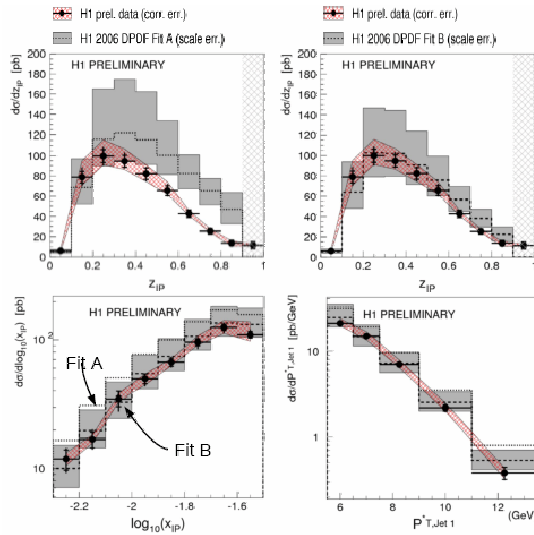 H1 prel. data (corr. err.)
H1 2006 DPDF Fit A (scale err.)
H1 prel. data (corr. err.)
H1 2006 DPDF Fit B (scale err.)
dσ/dz_IP [pb]
200
180
160
140
120
100
80
60
40
20
0
H1 PRELIMINARY
0.2 0.4 0.6 0.8 1
z_IP
dσ/dz_IP [pb]
200
180
160
140
120
100
80
60
40
20
0
H1 PRELIMINARY
0.2 0.4 0.6 0.8 1
z_IP
dσ/dlog₁₀(x_IP) [pb]
10²
10
H1 PRELIMINARY
Fit A
Fit B
-2.2 -2 -1.8 -1.6
log₁₀(x_IP)
dσ/dP*_T,Jet 1 [pb/GeV]
10
1
H1 PRELIMINARY
6 8 10 12
(GeV)
P*_T,Jet 1